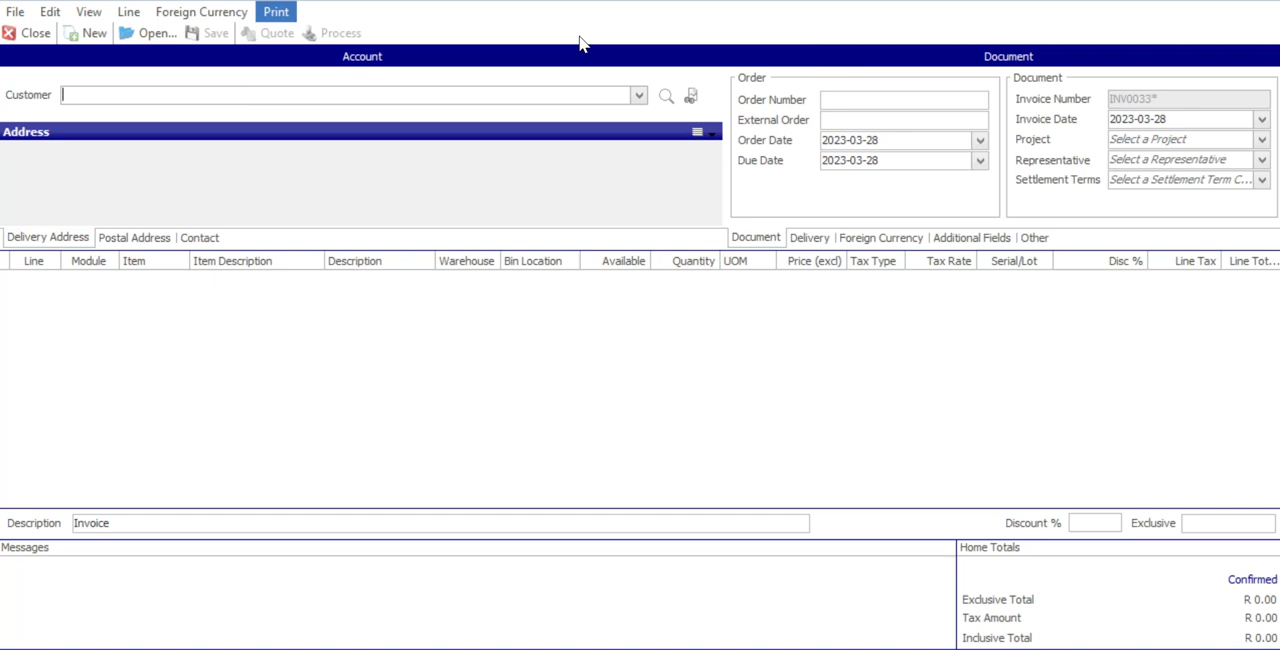 File Edit View Line Foreign Currency Print
Close New Open... Save Quote Process
Account Document
Customer
Address
Order
Order Number
External Order
Order Date 2023-03-28
Due Date 2023-03-28
Document
Invoice Number INV0033*
Invoice Date 2023-03-28
Project Select a Project
Representative Select a Representative
Settlement Terms Select a Settlement Term C...
Delivery Address Postal Address Contact
Document Delivery Foreign Currency Additional Fields Other
Line Module Item Item Description Description Warehouse Bin Location Available Quantity UOM Price (excl) Tax Type Tax Rate Serial/Lot Disc % Line Tax Line Tot...
Description Invoice Discount % Exclusive
Messages
Home Totals
Confirmed
Exclusive Total R 0.00
Tax Amount R 0.00
Inclusive Total R 0.00